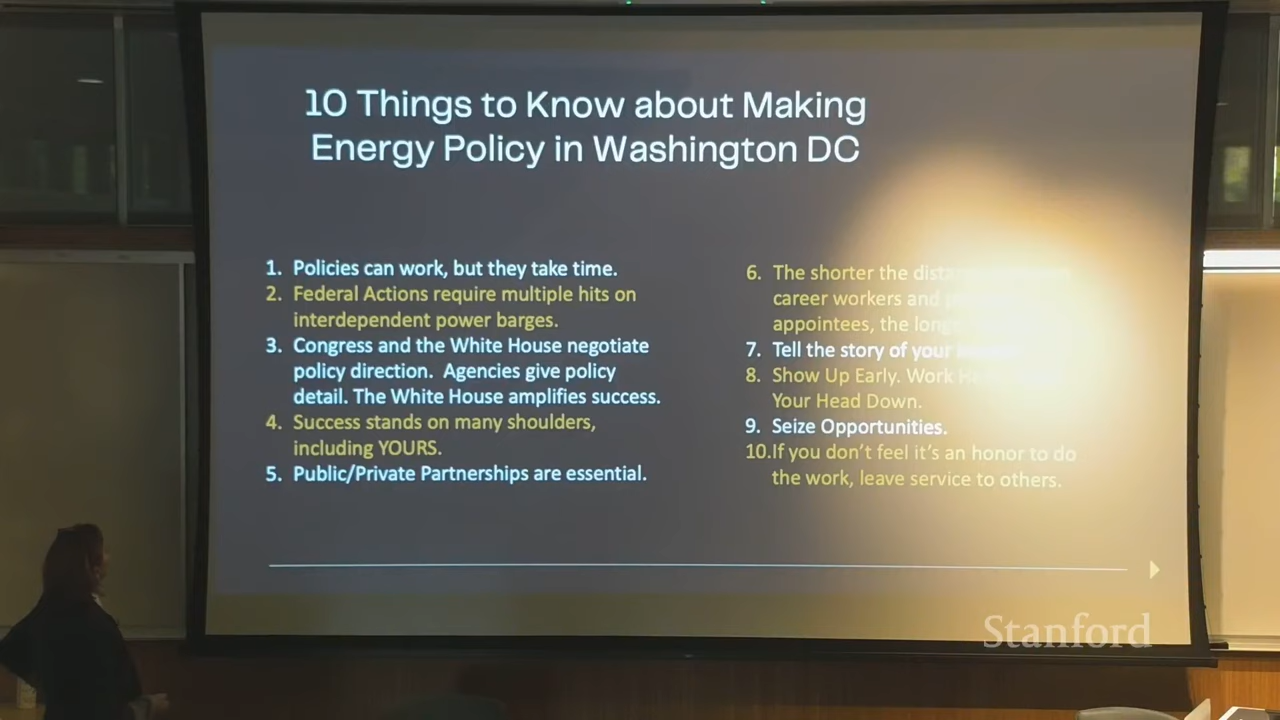 10 Things to Know about Making
Energy Policy in Washington DC
1. Policies can work, but they take time.
2. Federal Actions require multiple hits on
interdependent power barges.
3. Congress and the White House negotiate
policy direction. Agencies give policy
detail. The White House amplifies success.
4. Success stands on many shoulders,
including YOURS.
5. Public/Private Partnerships are essential.
6. The shorter the
career workers and
appointees, the
7. Tell the story of your
8. Show Up Early. Work
Your Head Down.
9. Seize Opportunities.
10.If you don't feel it's an honor to do
the work, leave service to others.
Stanford